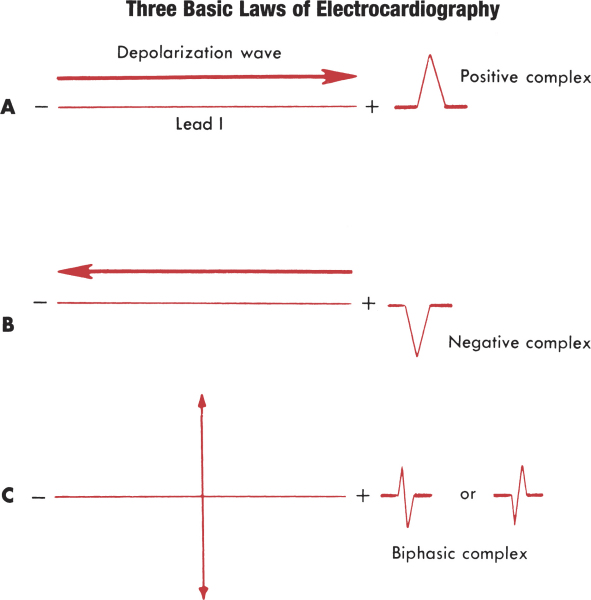 Three Basic Laws of Electrocardiography
Depolarization wave
Positive complex
A − +
Lead I
− +
B
Negative complex
C − + or
Biphasic complex